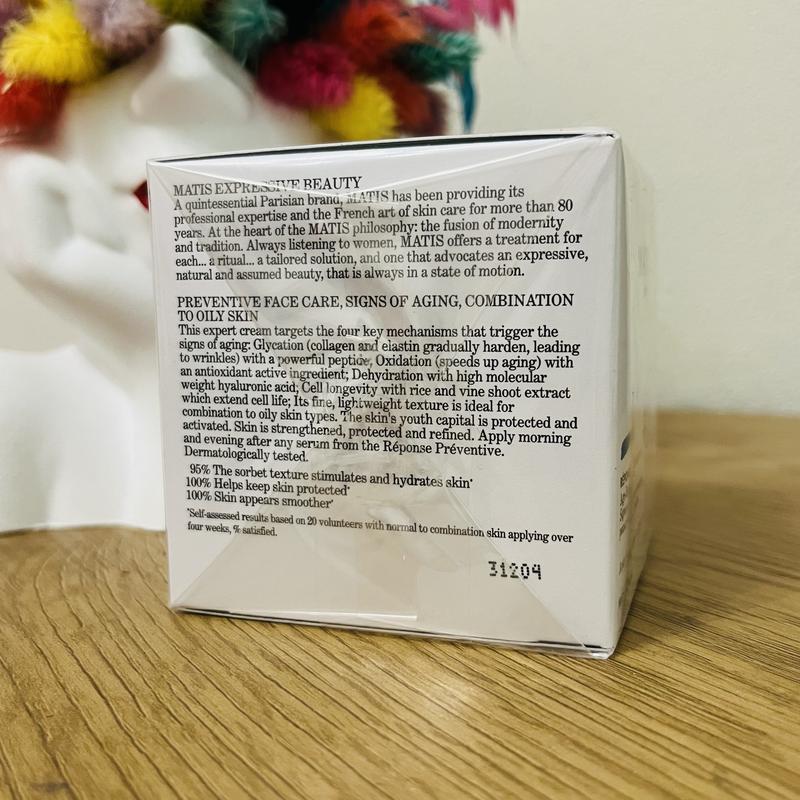 MATIS EXPRESSIVE BEAUTY
A quintessential Parisian brand, MATIS has been providing its
professional expertise and the French art of skin care for more than 80
years. At the heart of the MATIS philosophy: the fusion of modernity
and tradition. Always listening to women, MATIS offers a treatment for
each... a ritual... a tailored solution, and one that advocates an expressive,
natural and assumed beauty, that is always in a state of motion.
PREVENTIVE FACE CARE, SIGNS OF AGING, COMBINATION
TO OILY SKIN
This expert cream targets the four key mechanisms that trigger the
signs of aging: Glycation (collagen and elastin gradually harden, leading
to wrinkles) with a powerful peptide, Oxidation (speeds up aging) with
an antioxidant active ingredient; Dehydration with high molecular
weight hyaluronic acid; Cell longevity with rice and vine shoot extract
which extend cell life; Its fine, lightweight texture is ideal for
combination to oily skin types. The skin's youth capital is protected and
activated. Skin is strengthened, protected and refined. Apply morning
and evening after any serum from the Réponse Préventive.
Dermatologically tested.
95% The sorbet texture stimulates and hydrates skin*
100% Helps keep skin protected*
100% Skin appears smoother*
*Self-assessed results based on 20 volunteers with normal to combination skin applying over
four weeks, % satisfied.
31204